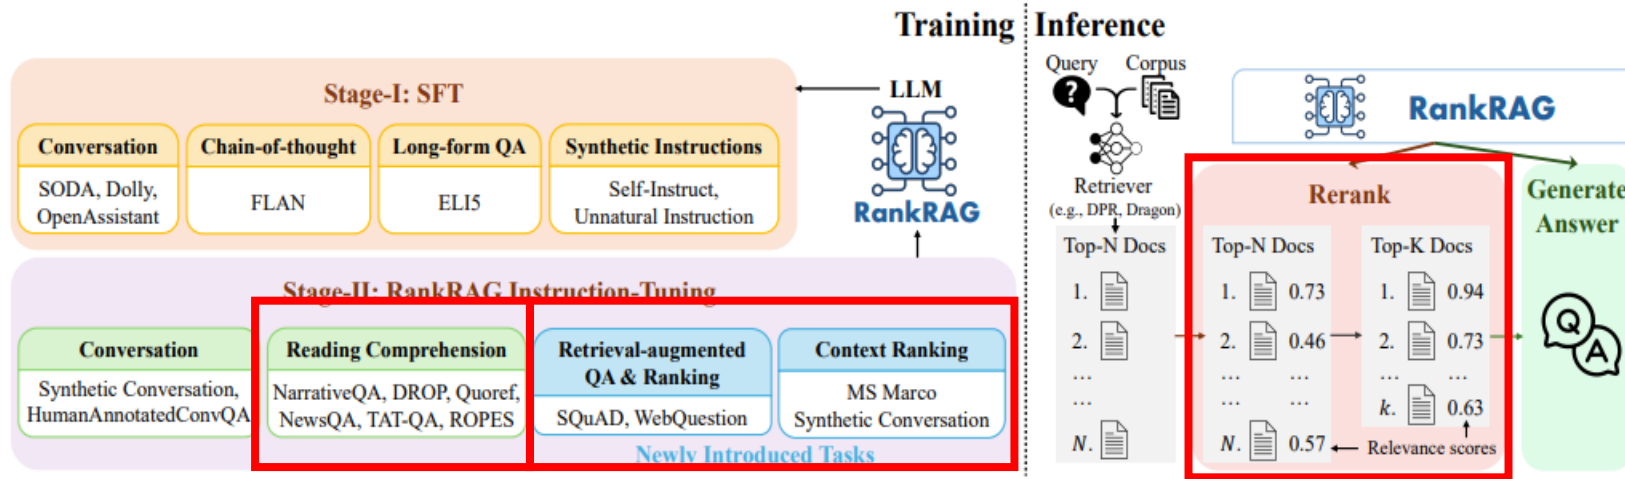 Training
Inference
Stage-I: SFT
LLM
RankRAG
Conversation
SODA, Dolly,
OpenAssistant
Chain-of-thought
FLAN
Long-form QA
ELI5
Synthetic Instructions
Self-Instruct,
Unnatural Instruction
Stage-II: RankRAG Instruction-Tuning
Conversation
Synthetic Conversation,
HumanAnnotatedConvQA
Reading Comprehension
NarrativeQA, DROP, Quoref,
NewsQA, TAT-QA, ROPES
Retrieval-augmented
QA & Ranking
SQuAD, WebQuestion
Context Ranking
MS Marco
Synthetic Conversation
Newly Introduced Tasks
Query
Corpus
?
Retriever
(e.g., DPR, Dragon)
Top-N Docs
1.
2.
...
...
N.
RankRAG
Rerank
Top-N Docs
1. 0.73
2. 0.46
... ...
... ...
N. 0.57
Top-K Docs
1. 0.94
2. 0.73
... ...
k. 0.63
Relevance scores
Generate
Answer
Q
A